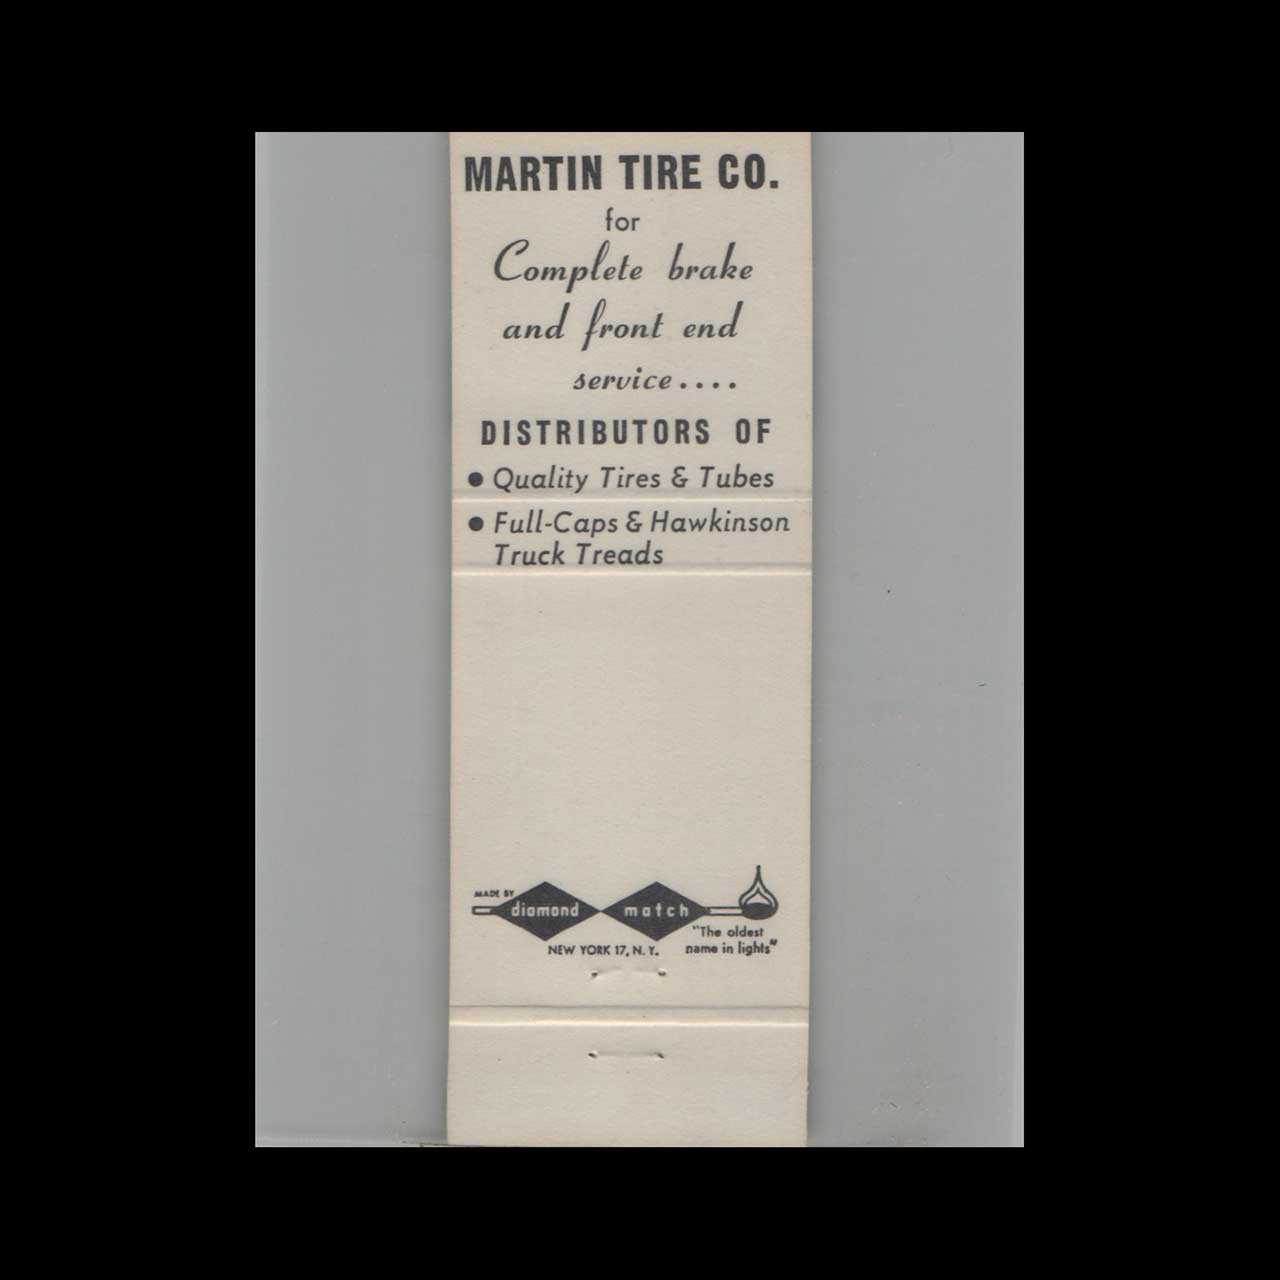 MARTIN TIRE CO.
for
Complete brake
and front end
service....
DISTRIBUTORS OF
● Quality Tires & Tubes
● Full-Caps & Hawkinson
Truck Treads
MADE BY
diamond match
"The oldest
name in lights"
NEW YORK 17, N. Y.